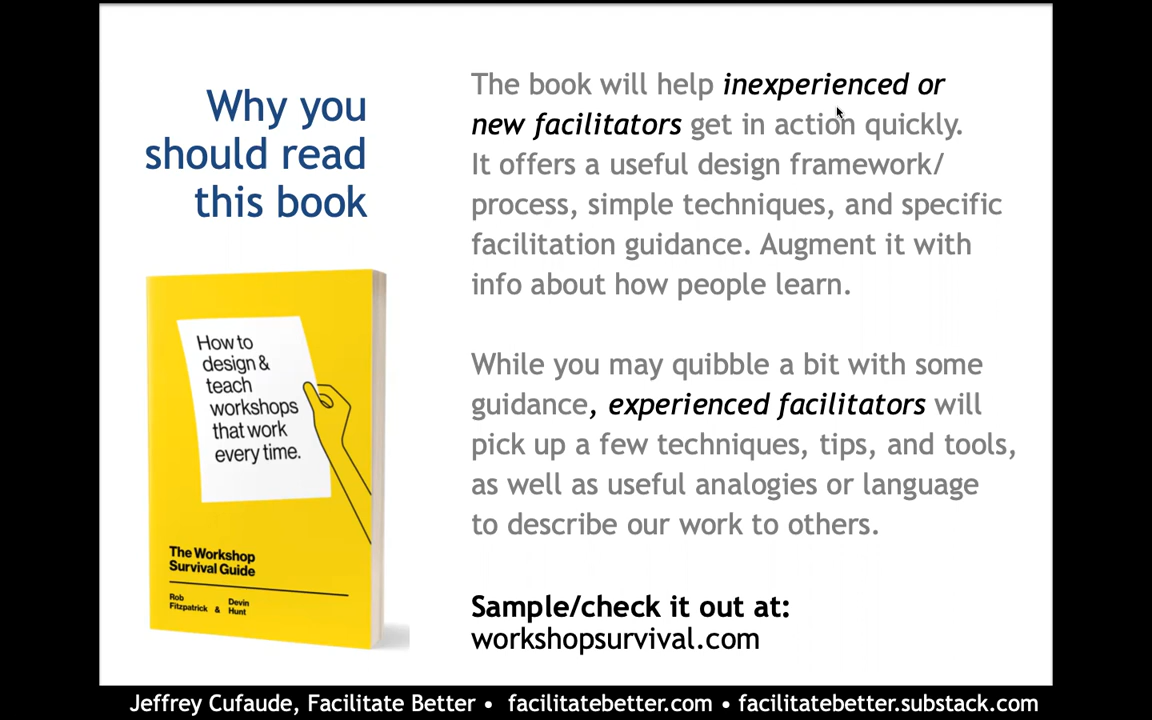 Why you
should read
this book
How to
design &
teach
workshops
that work
every time.
The Workshop
Survival Guide
Rob
Fitzpatrick & Devin
Hunt
The book will help inexperienced or
new facilitators get in action quickly.
It offers a useful design framework/
process, simple techniques, and specific
facilitation guidance. Augment it with
info about how people learn.
While you may quibble a bit with some
guidance, experienced facilitators will
pick up a few techniques, tips, and tools,
as well as useful analogies or language
to describe our work to others.
Sample/check it out at:
workshopsurvival.com
Jeffrey Cufaude, Facilitate Better • facilitatebetter.com • facilitatebetter.substack.com